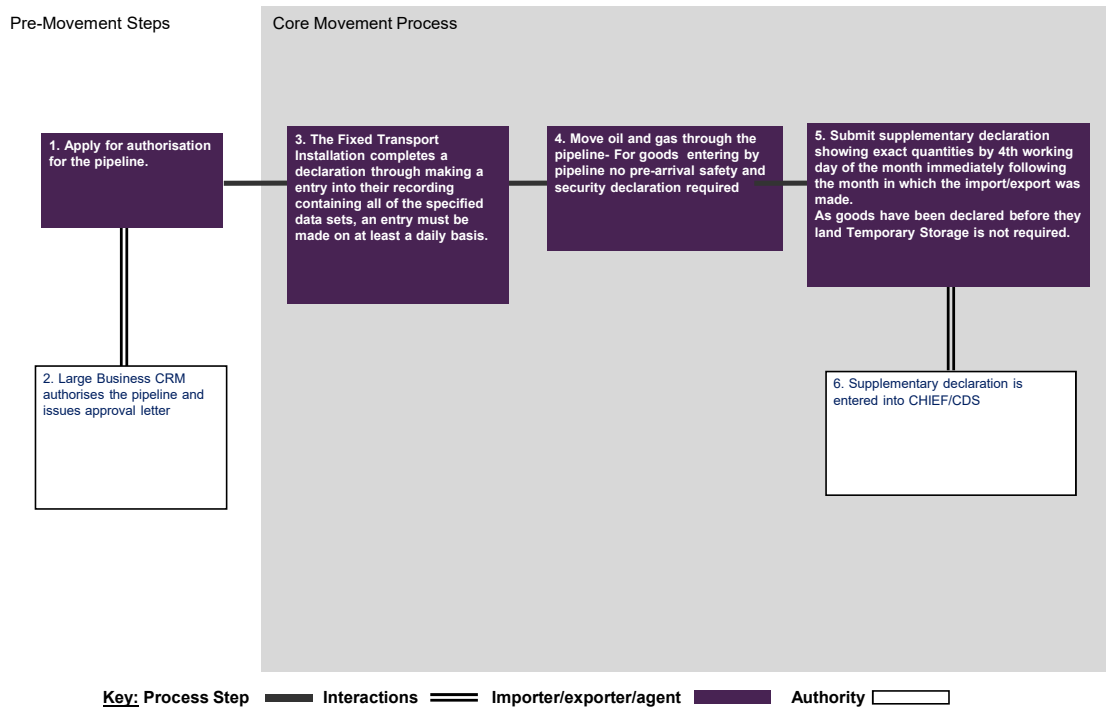 Pre-Movement Steps
Core Movement Process
1. Apply for authorisation
for the pipeline.
3. The Fixed Transport
Installation completes a
declaration through making a
entry into their recording
containing all of the specified
data sets, an entry must be
made on at least a daily basis.
4. Move oil and gas through the
pipeline- For goods entering by
pipeline no pre-arrival safety and
security declaration required
5. Submit supplementary declaration
showing exact quantities by 4th working
day of the month immediately following
the month in which the import/export was
made.
As goods have been declared before they
land Temporary Storage is not required.
2. Large Business CRM
authorises the pipeline and
issues approval letter
6. Supplementary declaration is
entered into CHIEF/CDS
Key: Process Step Interactions Importer/exporter/agent Authority